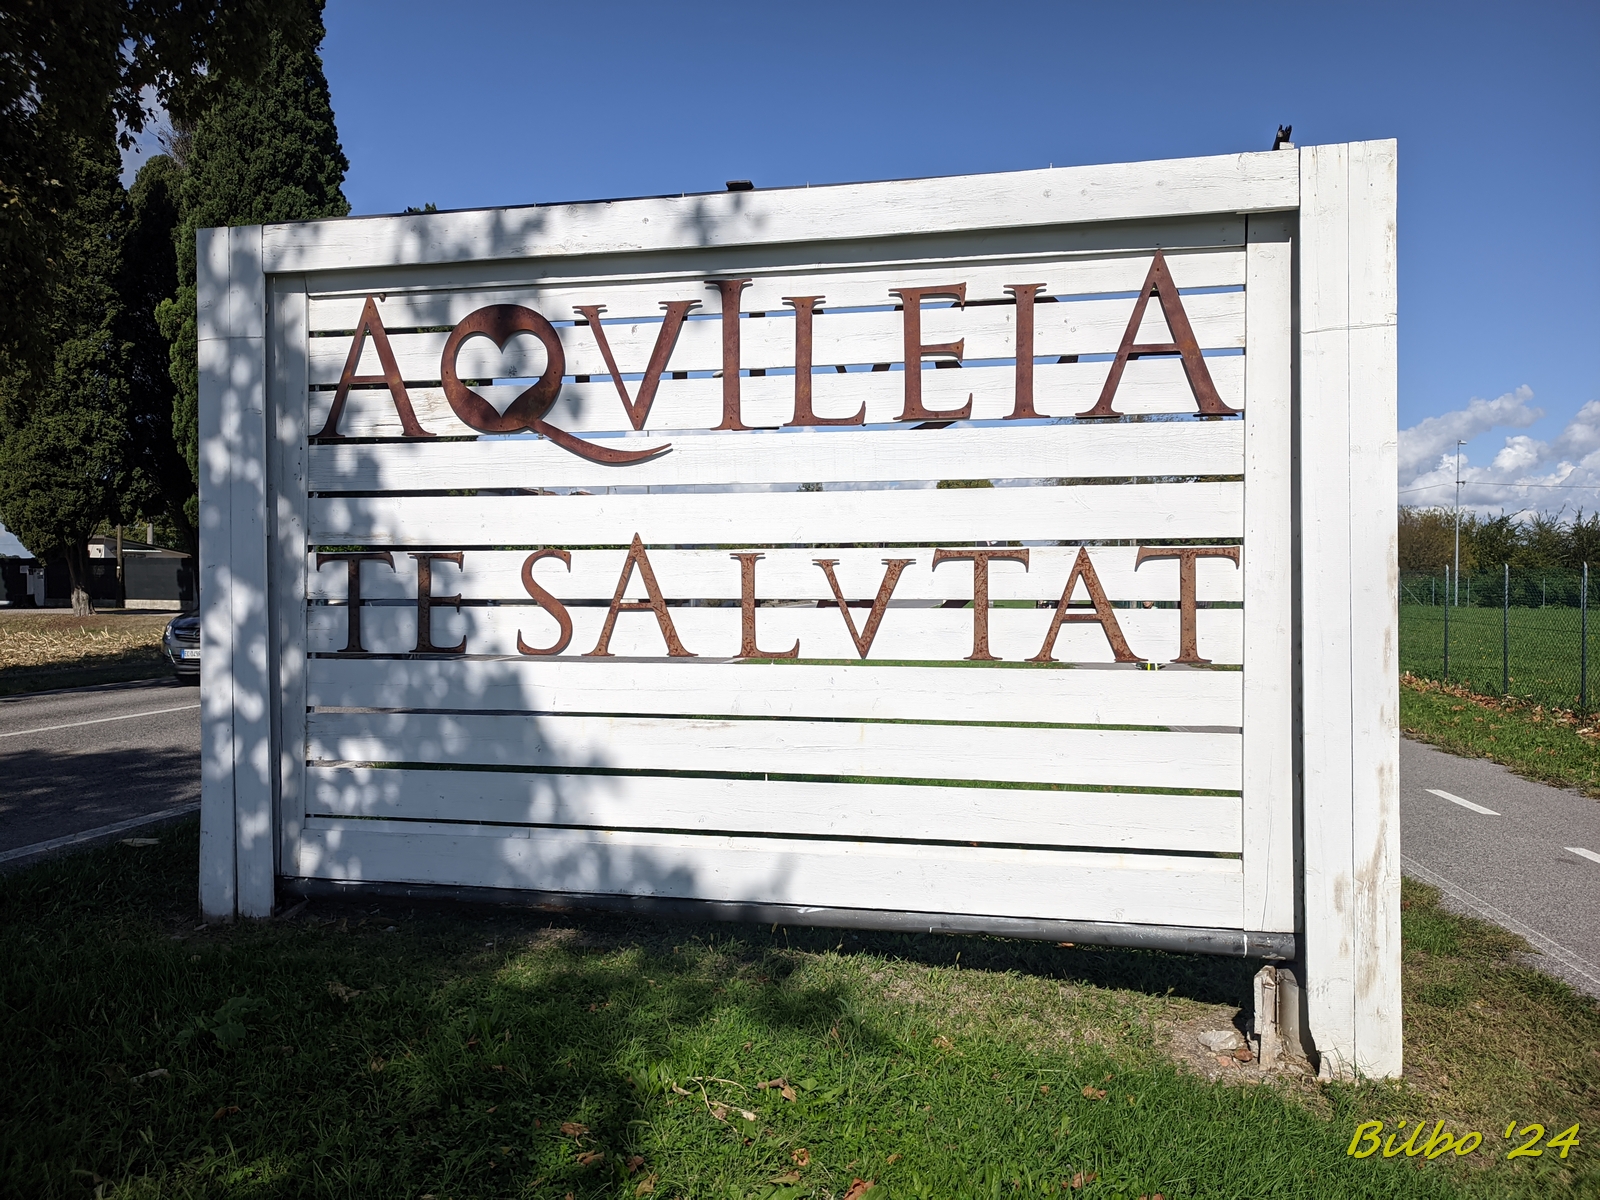 AQVILEIA
TE SALVTAT
Bilbo '24